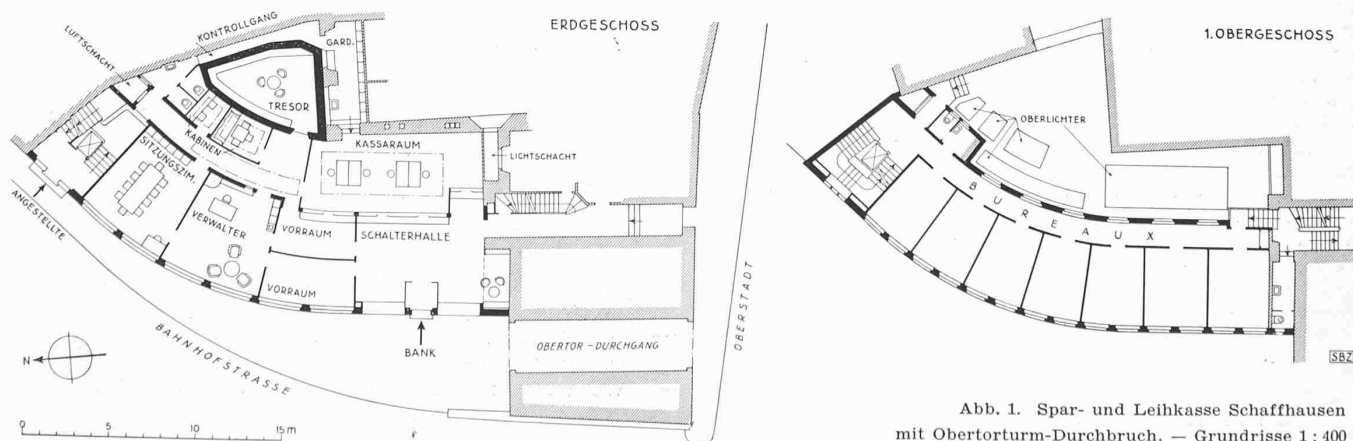 ERDGESCHOSS
KONTROLLGANG
LUFTSCHACHT
GARD.
TRESOR
KABINEN
KASSARAUM
LICHTSCHACHT
SITZUNGSZIM.
ANGESTELLTE
VERWALTER
VORRAUM
SCHALTERHALLE
VORRAUM
BANK
OBERTOR-DURCHGANG
OBERSTADT
BAHNHOFSTRASSE
N
0 5 10 15 m
1. OBERGESCHOSS
OBERLICHTER
BUREAUX
SBZ
Abb. 1. Spar- und Leihkasse Schaffhausen
mit Obertorturm-Durchbruch. — Grundrisse 1 : 400